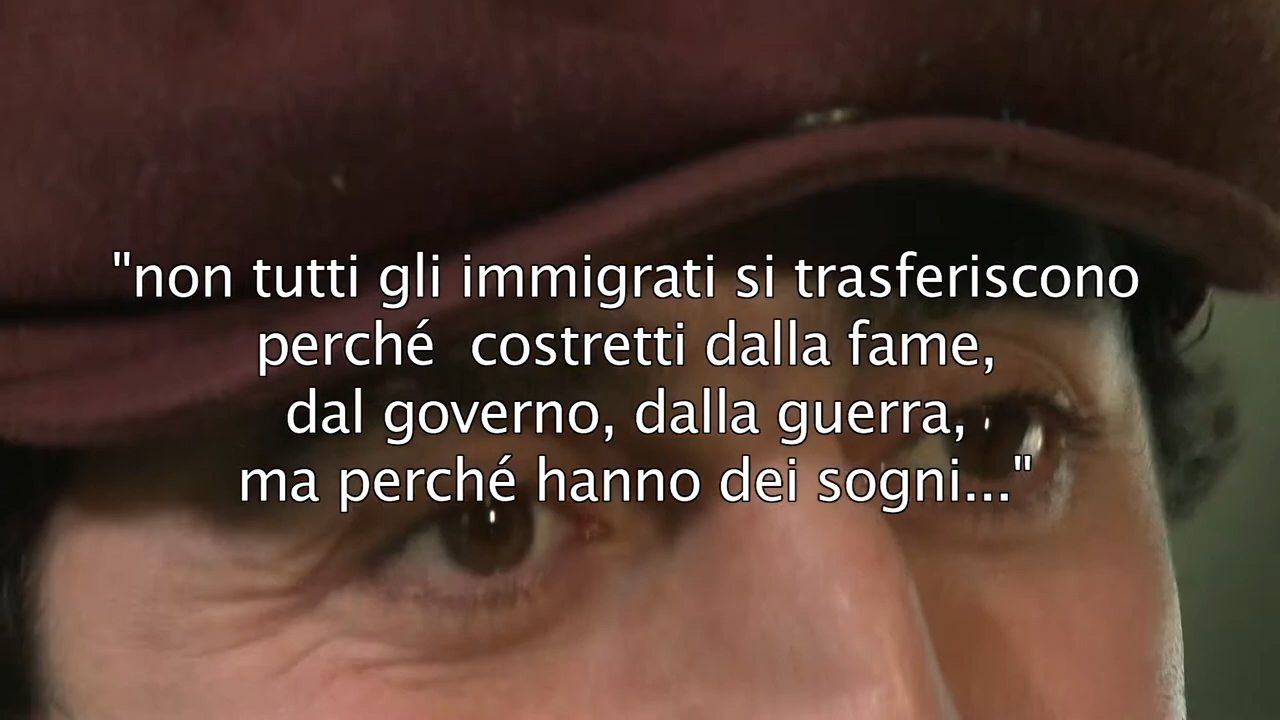 "non tutti gli immigrati si trasferiscono
perché  costretti dalla fame,
dal governo, dalla guerra,
ma perché hanno dei sogni..."